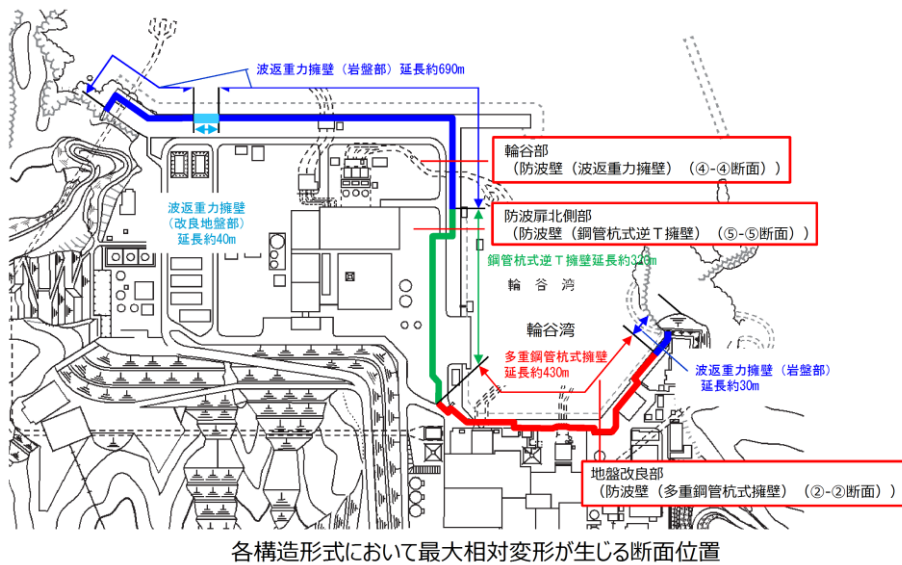 波返重力擁壁（岩盤部）延長約690m
輪谷部
（防波壁（波返重力擁壁）（④-④断面））
波返重力擁壁
（改良地盤部）
延長約40m
防波扉北側部
（防波壁（鋼管杭式逆T擁壁）（⑤-⑤断面））
鋼管杭式逆T擁壁延長約320m
輪谷湾
輪谷湾
多重鋼管杭式擁壁
延長約430m
波返重力擁壁（岩盤部）
延長約30m
地盤改良部
（防波壁（多重鋼管杭式擁壁）（②-②断面））
各構造形式において最大相対変形が生じる断面位置